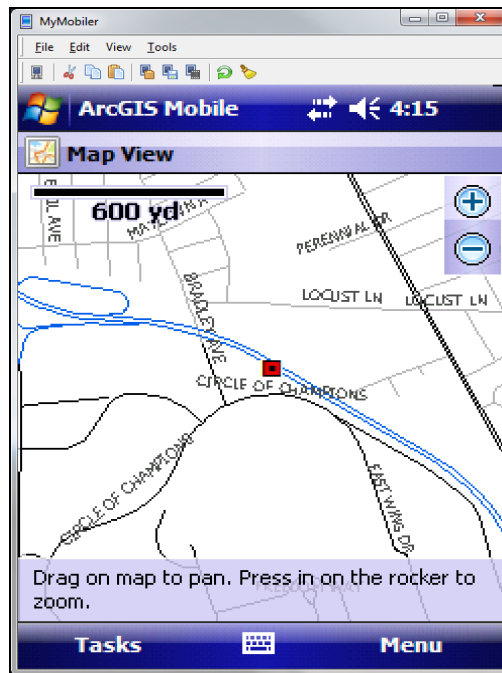 MyMobiler
File Edit View Tools
ArcGIS Mobile 4:15
Map View
600 yd
PERENNIAL DR
LOCUST LN LOCUST LN
BRADLEY AVE
CIRCLE OF CHAMPIONS
CIRCLE OF CHAMPIONS
EAST WING DR
Drag on map to pan. Press in on the rocker to
zoom.
Tasks Menu